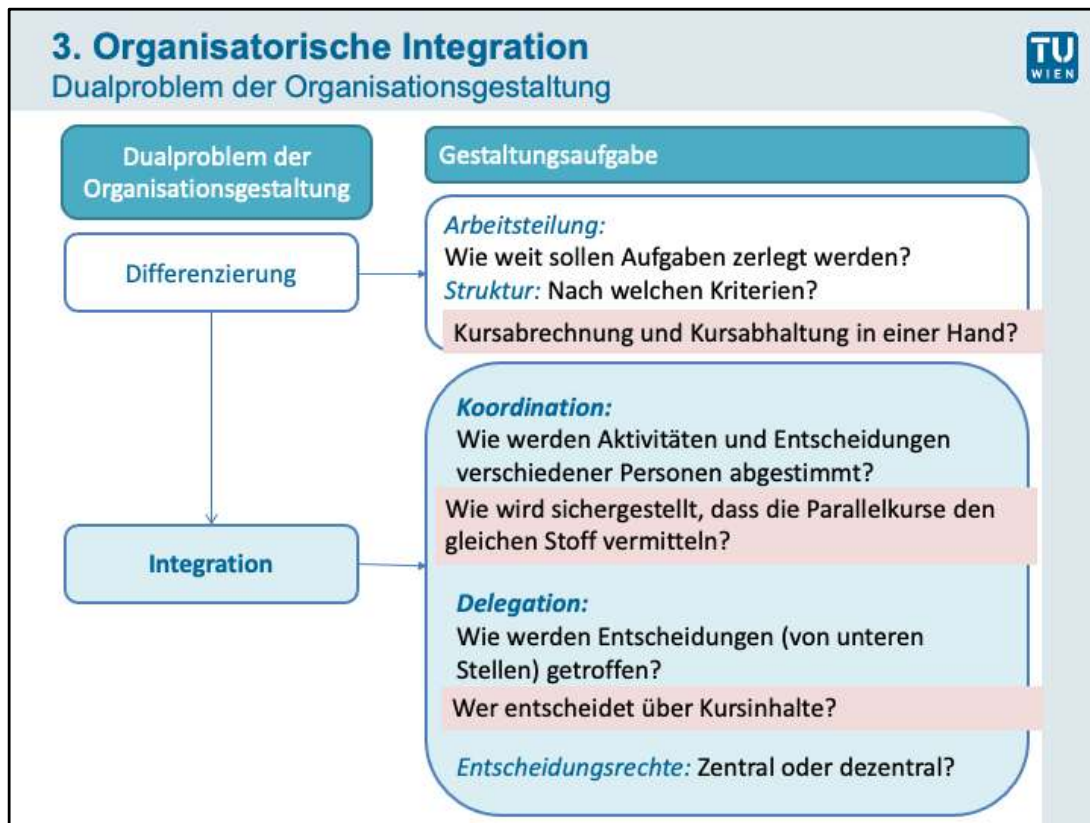 3. Organisatorische Integration
Dualproblem der Organisationsgestaltung
TU
WIEN
Dualproblem der
Organisationsgestaltung
Gestaltungsaufgabe
Differenzierung
Arbeitsteilung:
Wie weit sollen Aufgaben zerlegt werden?
Struktur: Nach welchen Kriterien?
Kursabrechnung und Kursabhaltung in einer Hand?
Integration
Koordination:
Wie werden Aktivitäten und Entscheidungen
verschiedener Personen abgestimmt?
Wie wird sichergestellt, dass die Parallelkurse den
gleichen Stoff vermitteln?
Delegation:
Wie werden Entscheidungen (von unteren
Stellen) getroffen?
Wer entscheidet über Kursinhalte?
Entscheidungsrechte: Zentral oder dezentral?